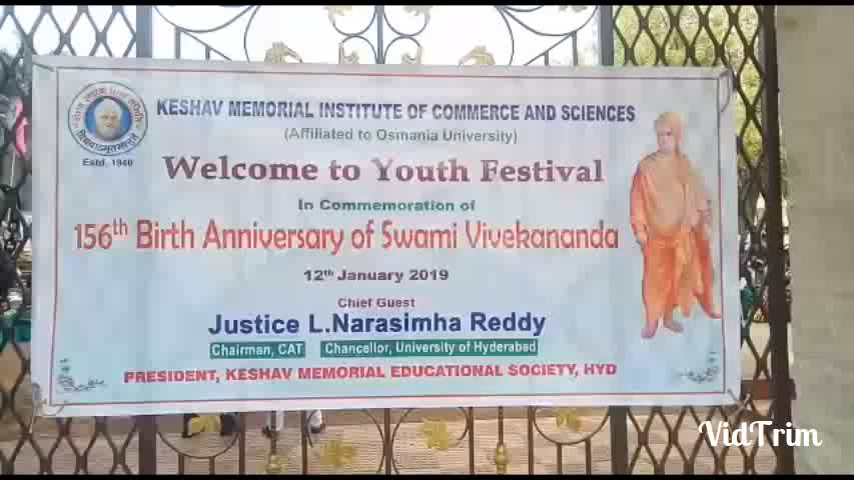 KESHAV MEMORIAL INSTITUTE OF COMMERCE AND SCIENCES
(Affiliated to Osmania University)
Estd. 1940
Welcome to Youth Festival
In Commemoration of
156th Birth Anniversary of Swami Vivekananda
12th January 2019
Chief Guest
Justice L.Narasimha Reddy
Chairman, CAT Chancellor, University of Hyderabad
PRESIDENT, KESHAV MEMORIAL EDUCATIONAL SOCIETY, HYD
VidTrim